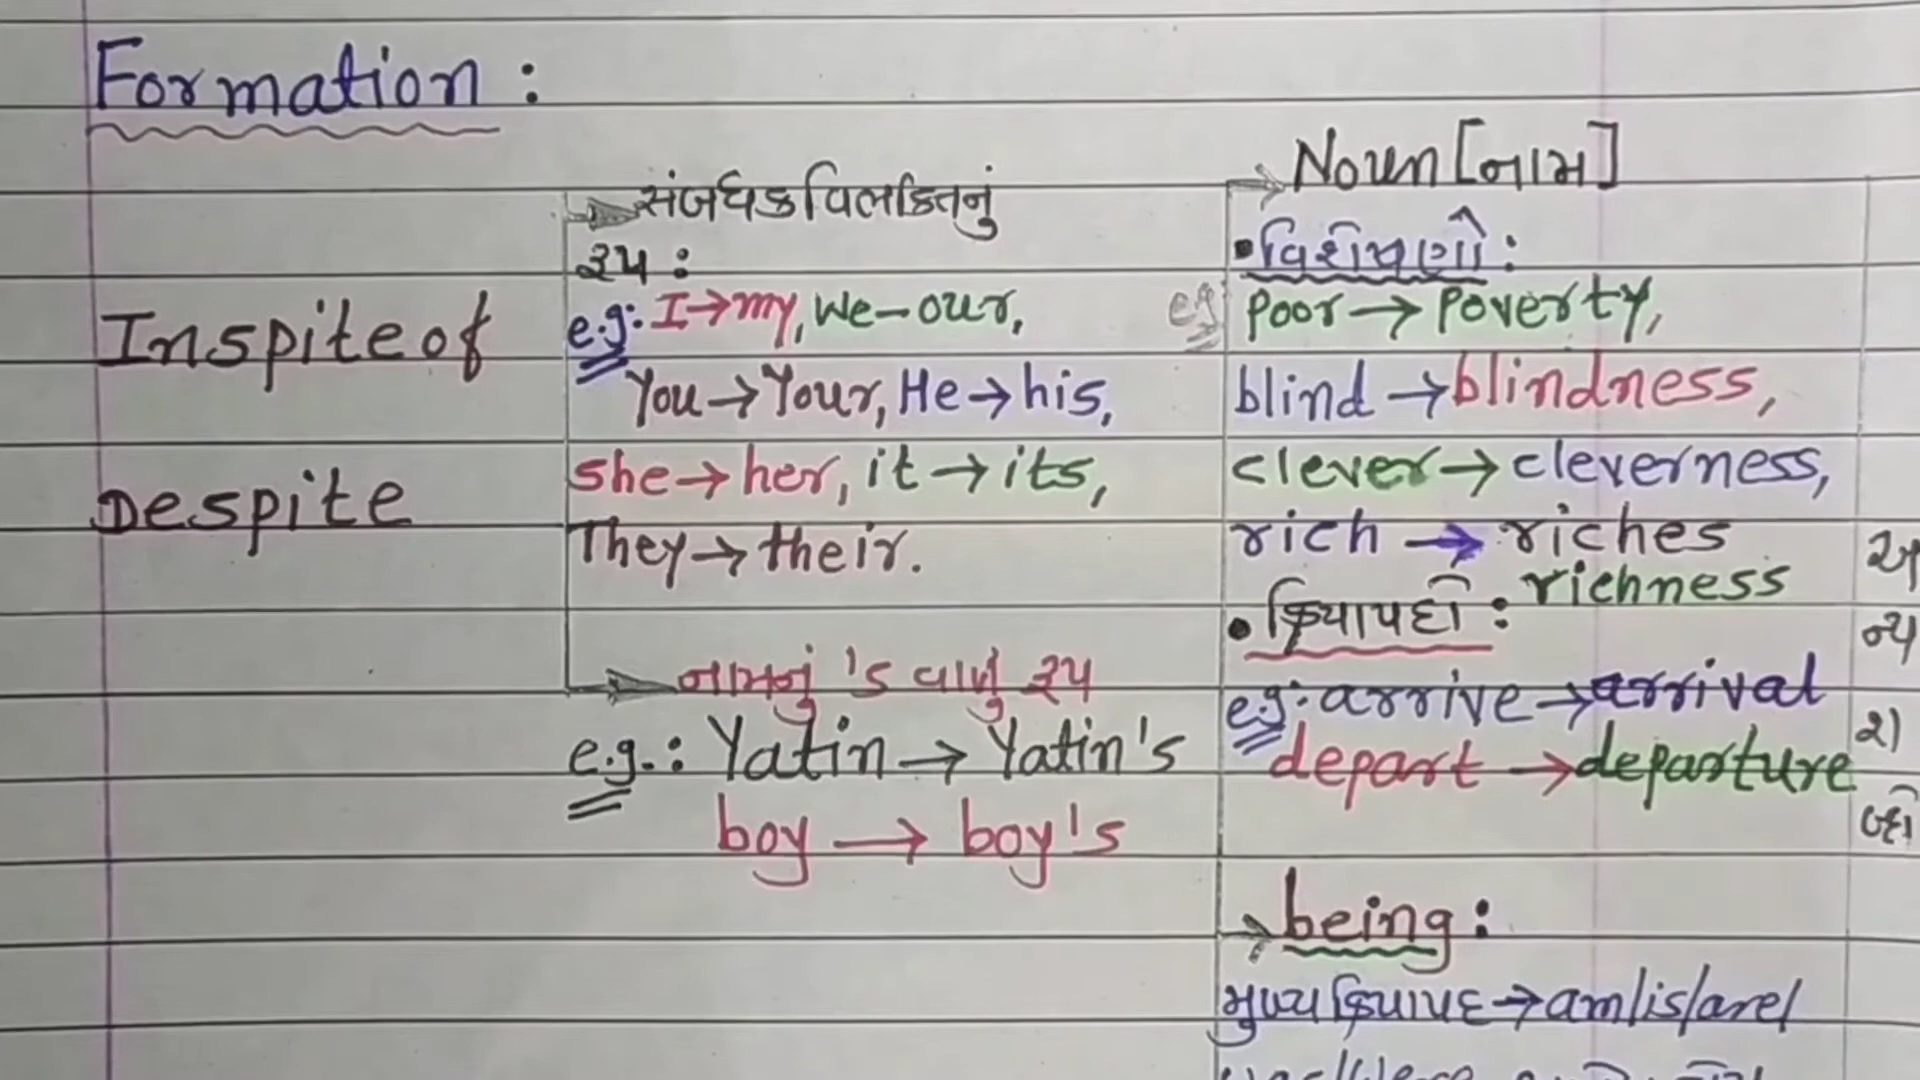 Formation :
Inspite of
Despite
સંબંધક વિભક્તિનું
રૂપ :
e.g: I→my, We-our,
You→Your, He→his,
she→her, it→its,
They→their.
નામનું 's વાળું રૂપ
e.g.: Yatin→Yatin's
boy→boy's
Noun [નામ]
• વિશેષણો :
eg poor→poverty,
blind→blindness,
clever→cleverness,
rich→riches
richness
• ક્રિયાપદો :
e.g: arrive→arrival
depart→departure
being :
મુખ્ય ક્રિયાપદ→am/is/are/